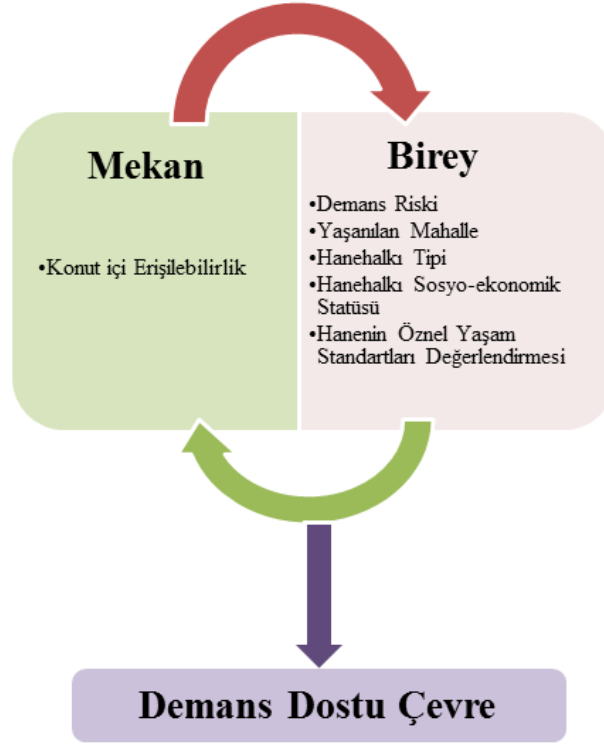 Mekan
•Konut içi Erişilebilirlik
Birey
•Demans Riski
•Yaşanılan Mahalle
•Hanehalkı Tipi
•Hanehalkı Sosyo-ekonomik
Statüsü
•Hanenin Öznel Yaşam
Standartları Değerlendirmesi
Demans Dostu Çevre